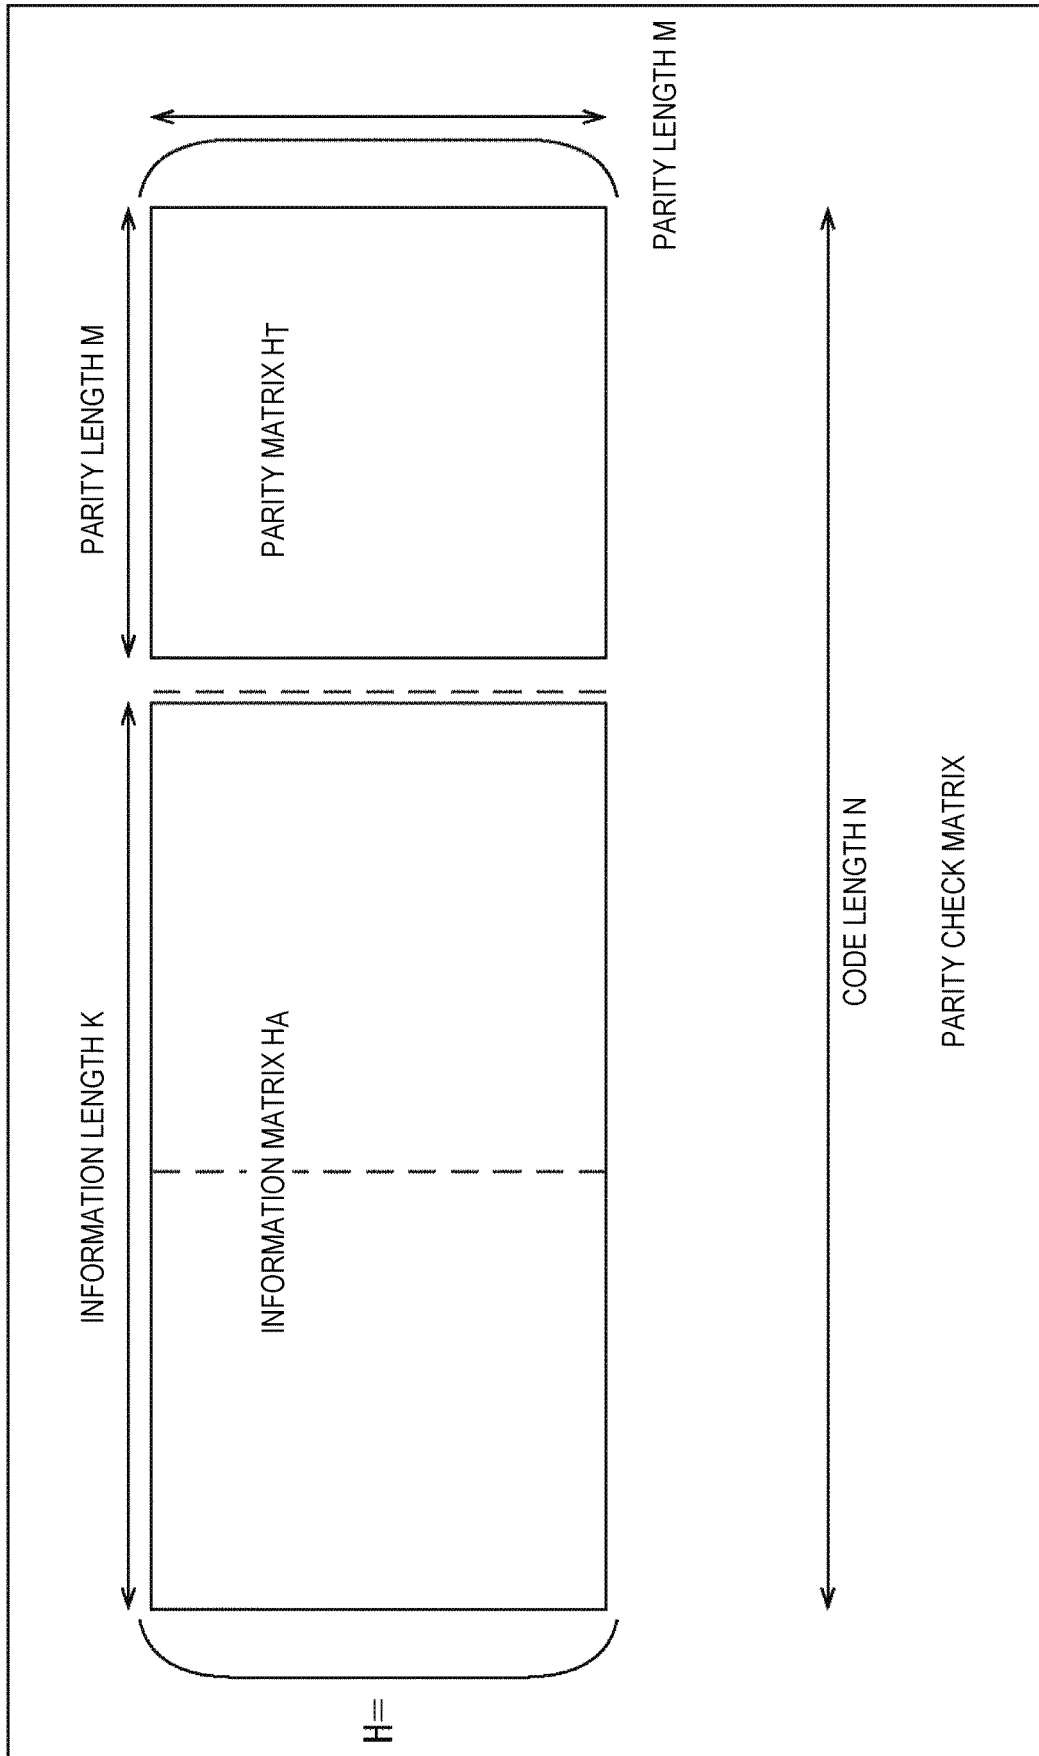 INFORMATION LENGTH K
PARITY LENGTH M
H=
INFORMATION MATRIX HA
PARITY MATRIX HT
PARITY LENGTH M
CODE LENGTH N
PARITY CHECK MATRIX